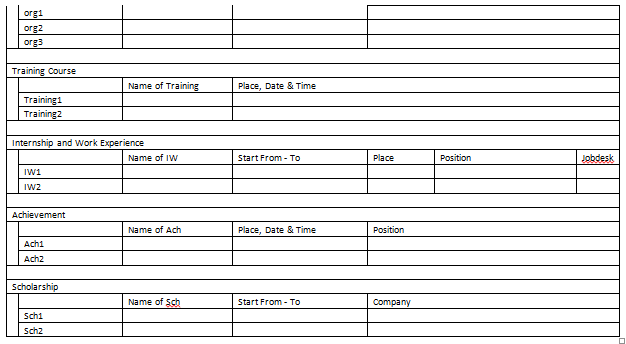 org1
org2
org3
Training Course
Name of Training Place, Date & Time
Training1
Training2
Internship and Work Experience
Name of IW Start From - To Place Position Jobdesk
IW1
IW2
Achievement
Name of Ach Place, Date & Time Position
Ach1
Ach2
Scholarship
Name of Sch Start From - To Company
Sch1
Sch2